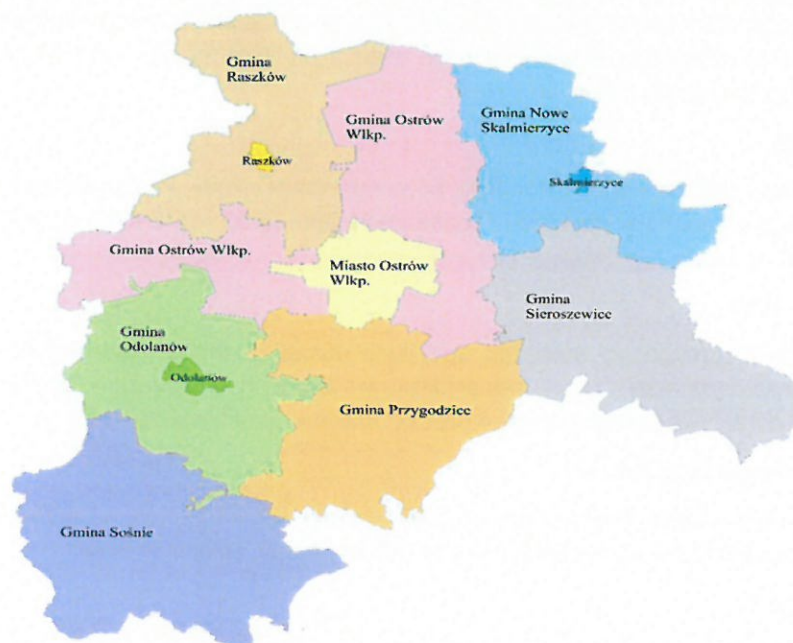 Gmina
Raszków
Gmina Ostrów
Wlkp.
Gmina Nowe
Skalmierzyce
Raszków
Skalmierzyce
Gmina Ostrów Wlkp.
Miasto Ostrów
Wlkp.
Gmina
Sieroszewice
Gmina
Odolanów
Odolanów
Gmina Przygodzice
Gmina Sośnie